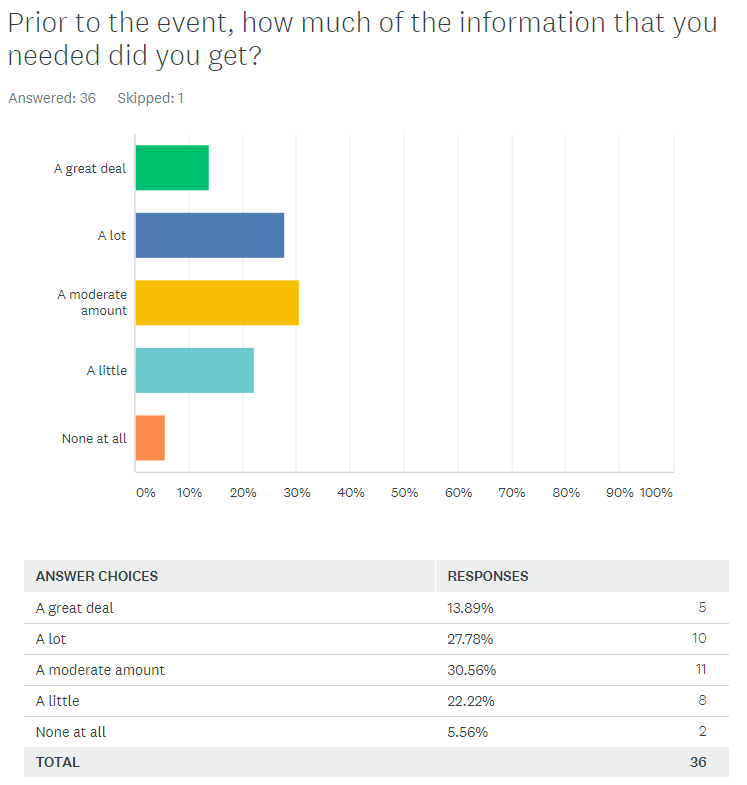 Prior to the event, how much of the information that you
needed did you get?
Answered: 36 Skipped: 1
A great deal
A lot
A moderate
amount
A little
None at all
0% 10% 20% 30% 40% 50% 60% 70% 80% 90% 100%
ANSWER CHOICES RESPONSES
A great deal 13.89% 5
A lot 27.78% 10
A moderate amount 30.56% 11
A little 22.22% 8
None at all 5.56% 2
TOTAL 36